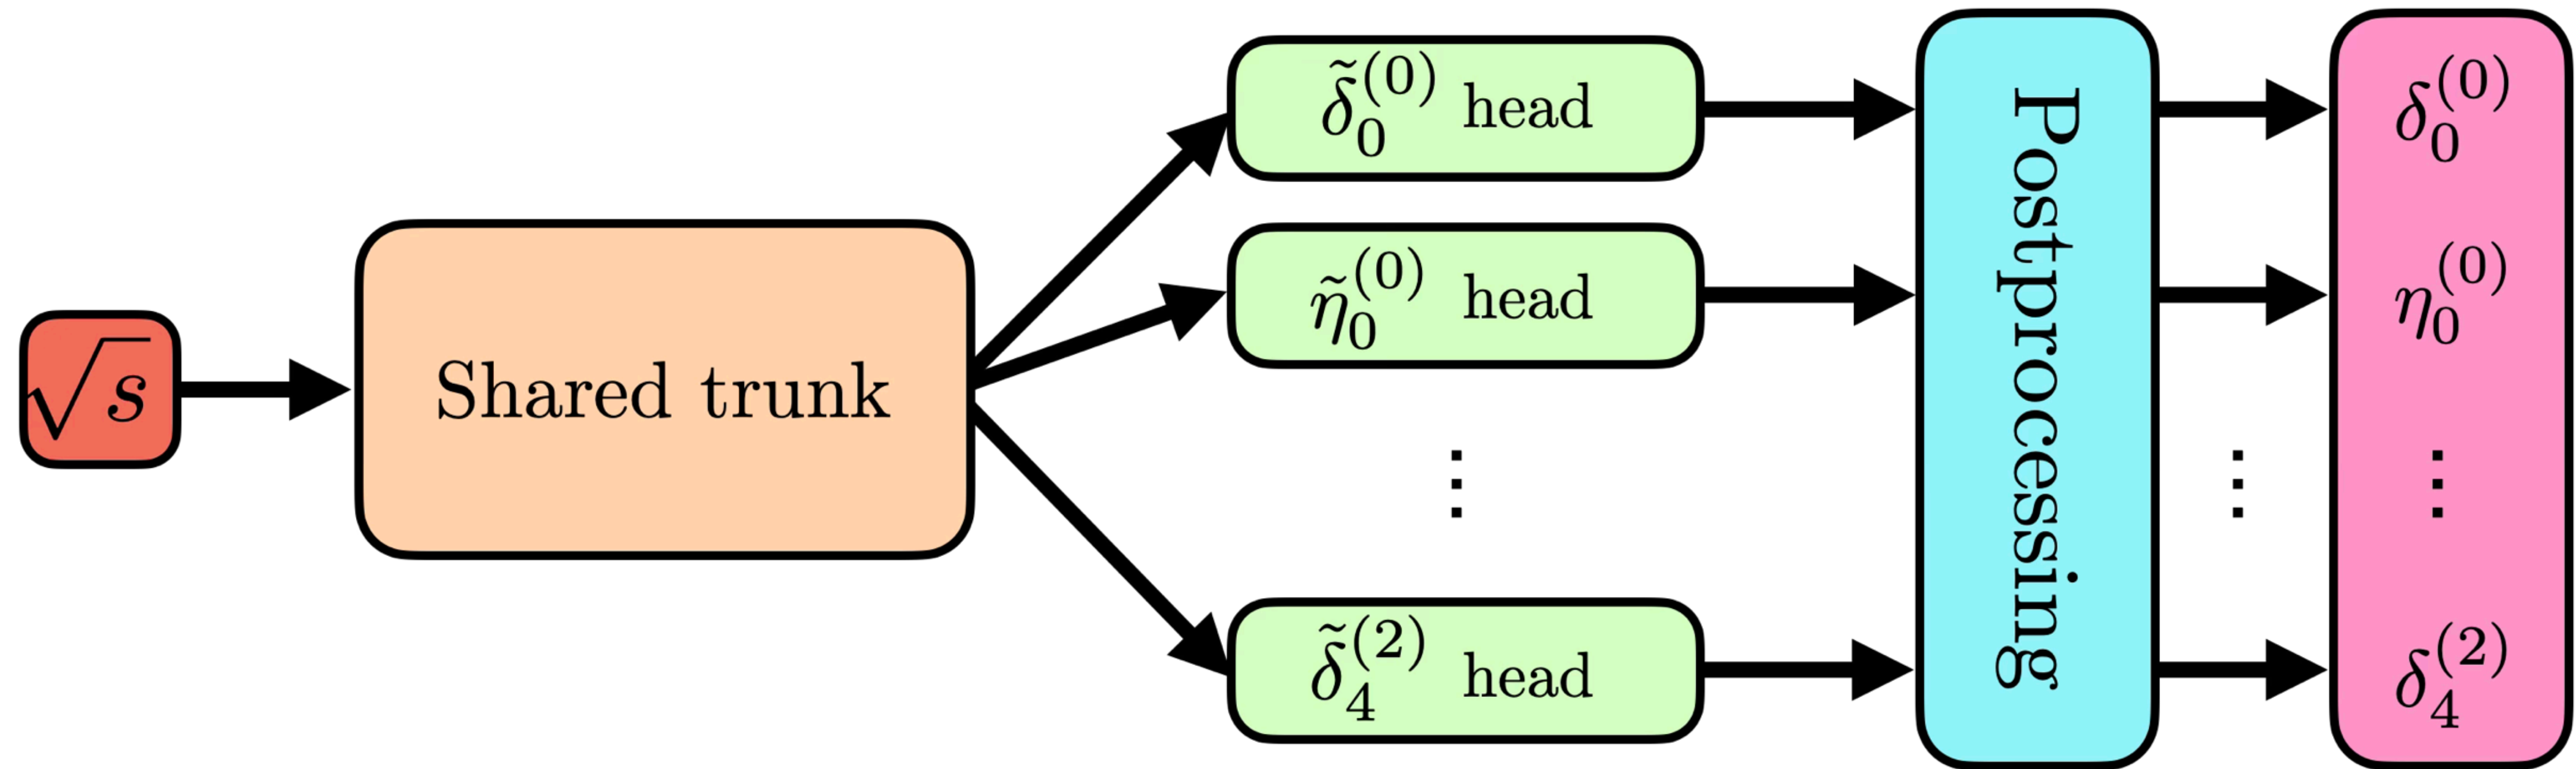 √s
Shared trunk
δ̃₀⁽⁰⁾ head
η̃₀⁽⁰⁾ head
⋮
δ̃₄⁽²⁾ head
Postprocessing
⋮
δ₀⁽⁰⁾
η₀⁽⁰⁾
⋮
δ₄⁽²⁾